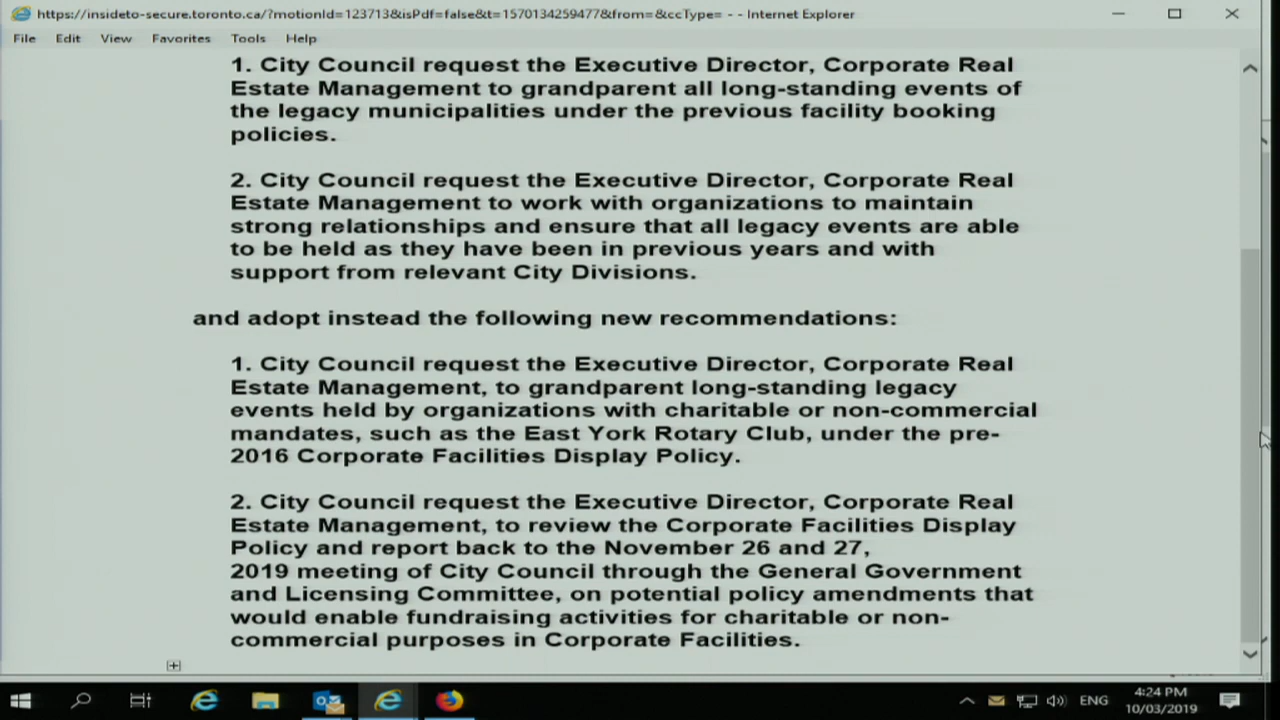 https://insideto-secure.toronto.ca/?motionId=123713&isPdf=false&t=1570134259477&from=&ccType= - - Internet Explorer
File Edit View Favorites Tools Help
1. City Council request the Executive Director, Corporate Real
Estate Management to grandparent all long-standing events of
the legacy municipalities under the previous facility booking
policies.
2. City Council request the Executive Director, Corporate Real
Estate Management to work with organizations to maintain
strong relationships and ensure that all legacy events are able
to be held as they have been in previous years and with
support from relevant City Divisions.
and adopt instead the following new recommendations:
1. City Council request the Executive Director, Corporate Real
Estate Management, to grandparent long-standing legacy
events held by organizations with charitable or non-commercial
mandates, such as the East York Rotary Club, under the pre-
2016 Corporate Facilities Display Policy.
2. City Council request the Executive Director, Corporate Real
Estate Management, to review the Corporate Facilities Display
Policy and report back to the November 26 and 27,
2019 meeting of City Council through the General Government
and Licensing Committee, on potential policy amendments that
would enable fundraising activities for charitable or non-
commercial purposes in Corporate Facilities.
ENG
4:24 PM
10/03/2019